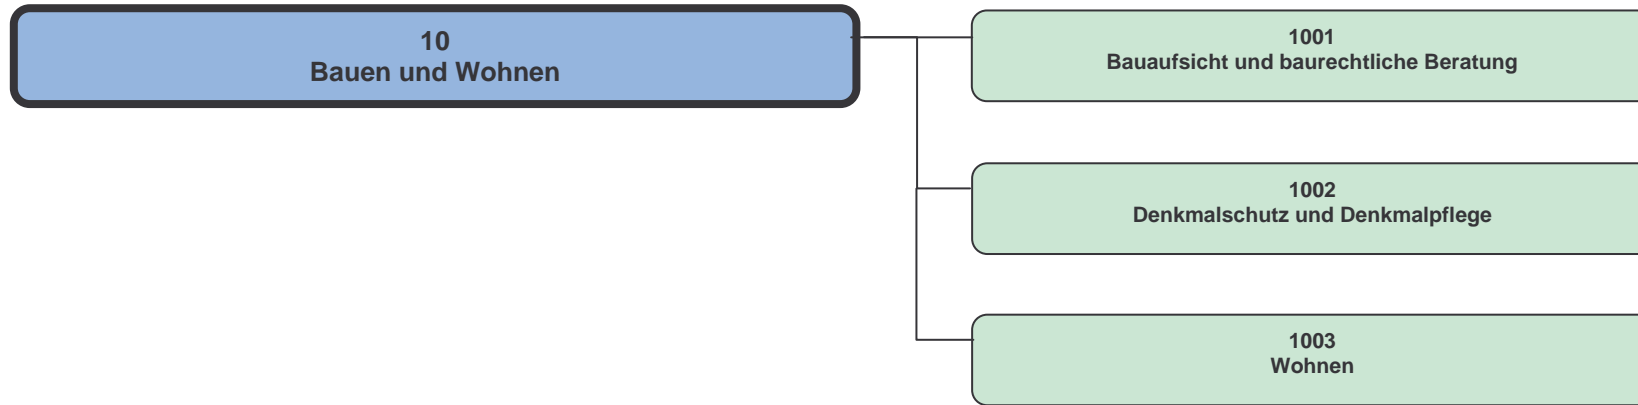 10
Bauen und Wohnen
1001
Bauaufsicht und baurechtliche Beratung
1002
Denkmalschutz und Denkmalpflege
1003
Wohnen